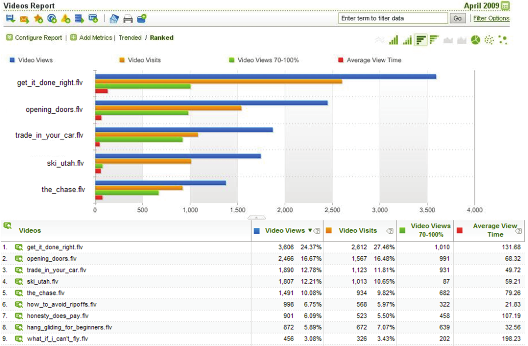 Videos Report
April 2009
Enter term to filter data Go Filter Options
Configure Report Add Metrics Trended / Ranked
Video Views Video Visits Video Views 70-100% Average View Time
get_it_done_right.flv
opening_doors.flv
trade_in_your_car.flv
ski_utah.flv
the_chase.flv
0 500 1,000 1,500 2,000 2,500 3,000 3,500 4,000
Videos Video Views Video Visits Video Views 70-100% Average View Time
1. get_it_done_right.flv 3,606 24.37% 2,612 27.46% 1,010 131.68
2. opening_doors.flv 2,466 16.67% 1,567 16.48% 991 68.32
3. trade_in_your_car.flv 1,890 12.78% 1,123 11.81% 931 49.72
4. ski_utah.flv 1,807 12.21% 1,013 10.65% 87 59.21
5. the_chase.flv 1,491 10.08% 934 9.82% 682 79.26
6. how_to_avoid_ripoffs.flv 998 6.75% 568 5.97% 322 21.83
7. honesty_does_pay.flv 901 6.09% 523 5.50% 458 107.19
8. hang_gliding_for_beginners.flv 872 5.89% 672 7.07% 639 32.56
9. what_if_i_can't_fly.flv 456 3.08% 326 3.43% 202 198.23